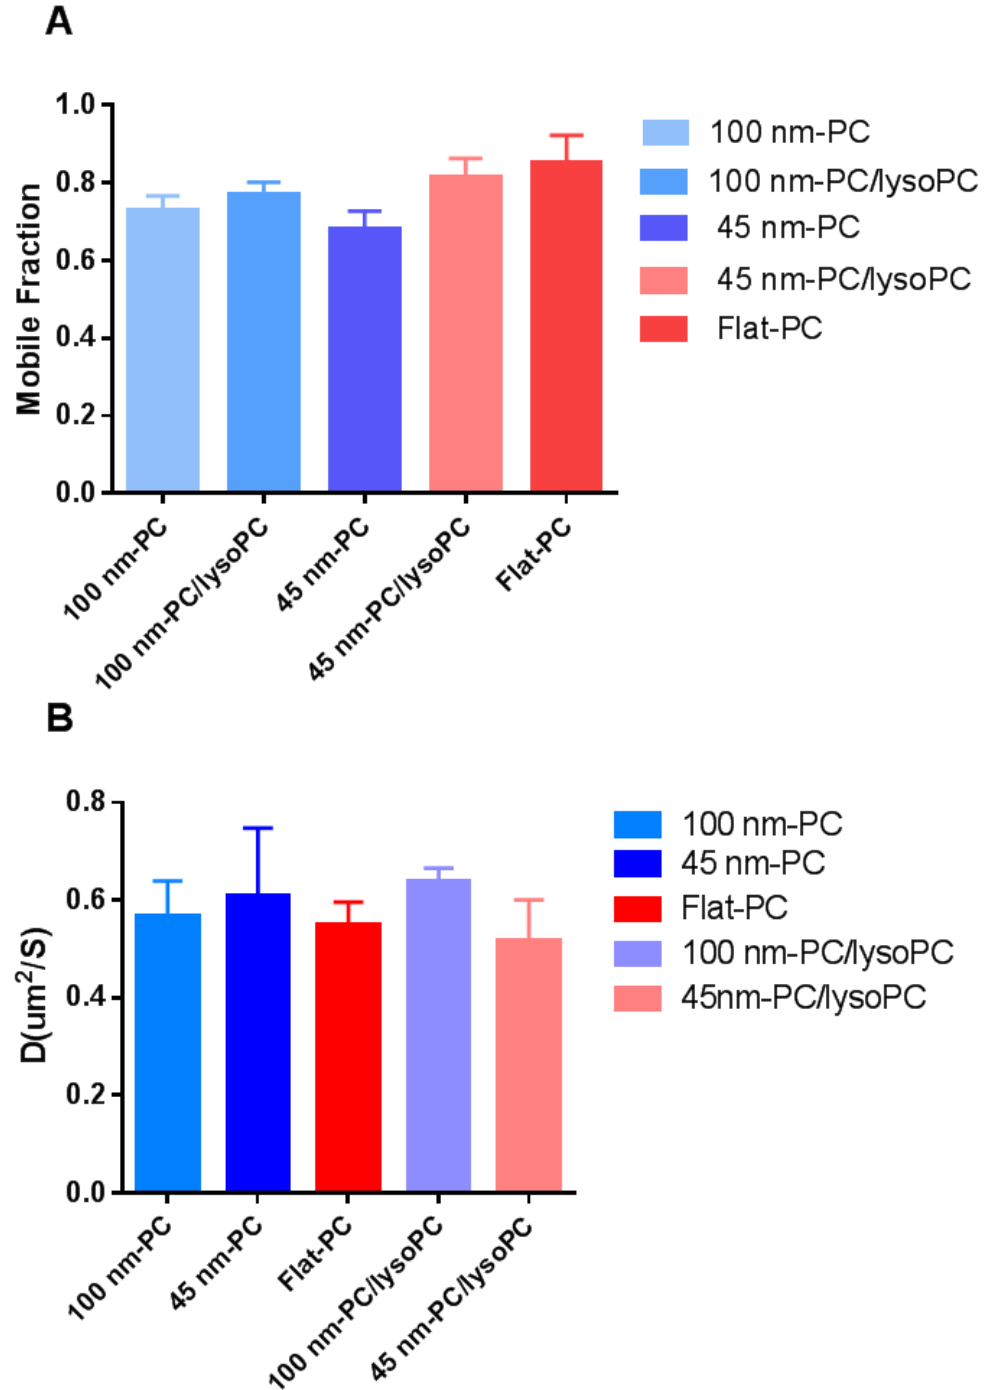 A
1.0
0.8
0.6
0.4
0.2
0.0
Mobile Fraction
100 nm-PC
100 nm-PC/lysoPC
45 nm-PC
45 nm-PC/lysoPC
Flat-PC
100 nm-PC
100 nm-PC/lysoPC
45 nm-PC
45 nm-PC/lysoPC
Flat-PC
B
0.8
0.6
0.4
0.2
0.0
D(um²/S)
100 nm-PC
45 nm-PC
Flat-PC
100 nm-PC/lysoPC
45 nm-PC/lysoPC
100 nm-PC
45 nm-PC
Flat-PC
100 nm-PC/lysoPC
45nm-PC/lysoPC